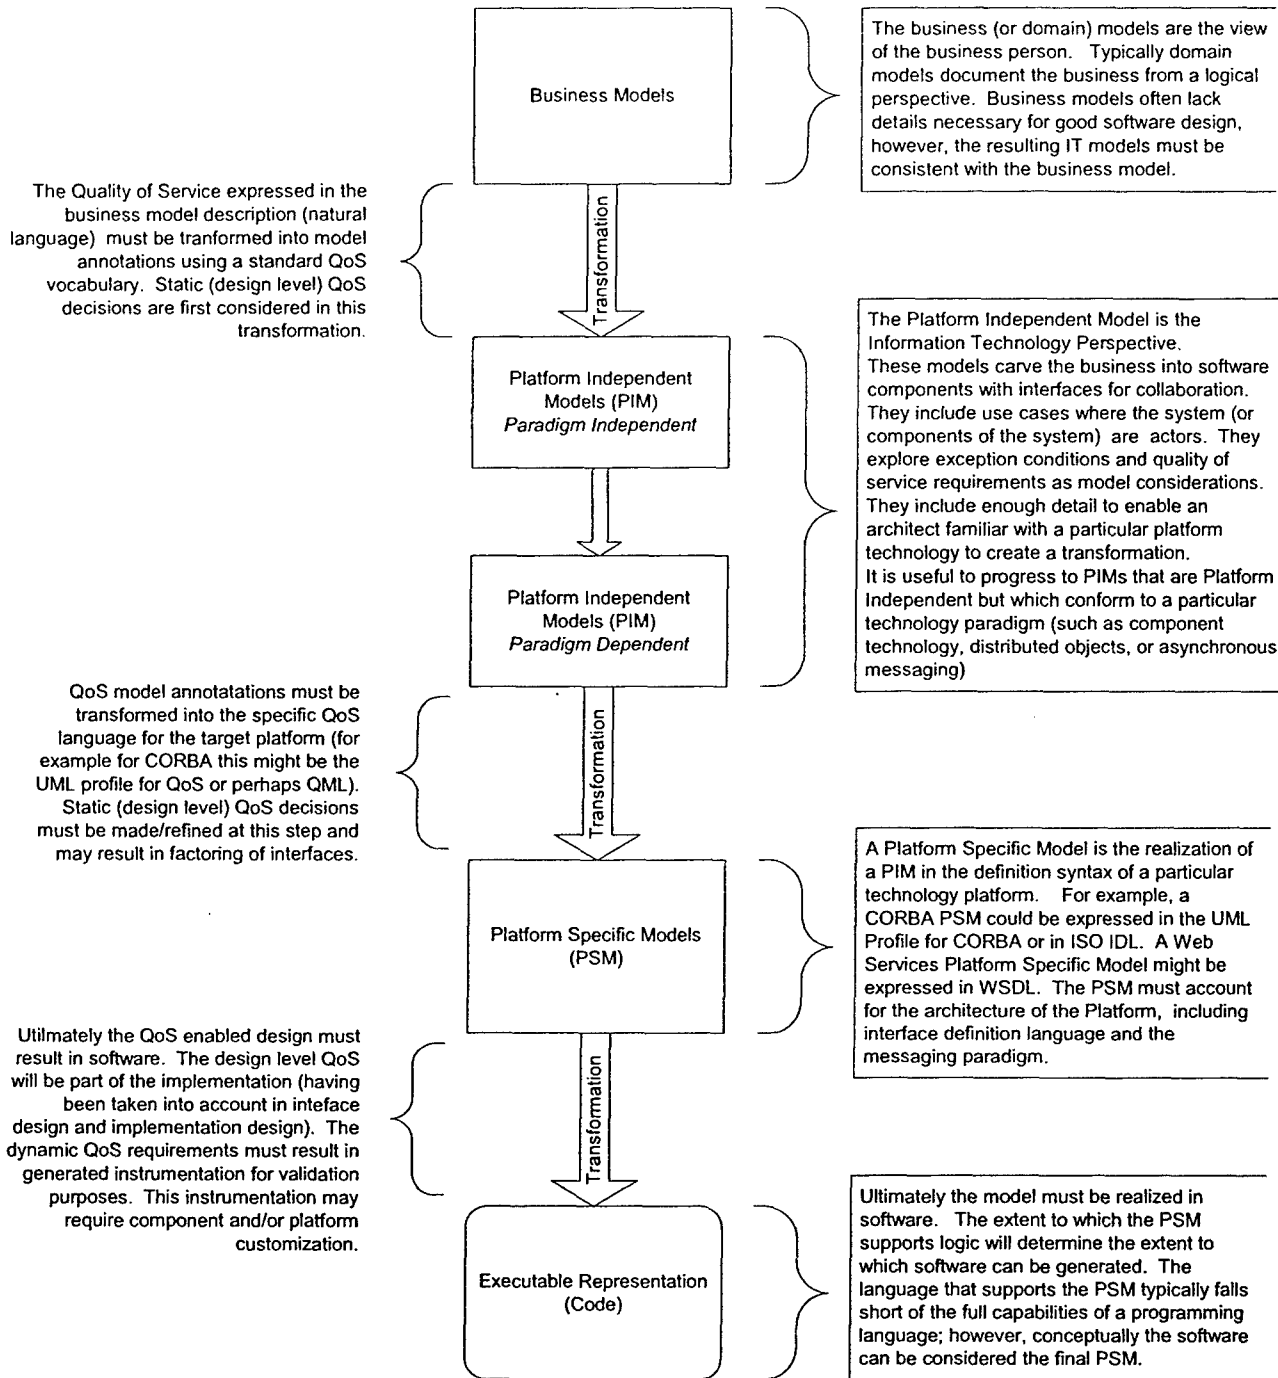 Business Models
The business (or domain) models are the view
of the business person. Typically domain
models document the business from a logical
perspective. Business models often lack
details necessary for good software design,
however, the resulting IT models must be
consistent with the business model.
The Quality of Service expressed in the
business model description (natural
language) must be tranformed into model
annotations using a standard QoS
vocabulary. Static (design level) QoS
decisions are first considered in this
transformation.
Transformation
Platform Independent
Models (PIM)
Paradigm Independent
The Platform Independent Model is the
Information Technology Perspective.
These models carve the business into software
components with interfaces for collaboration.
They include use cases where the system (or
components of the system) are actors. They
explore exception conditions and quality of
service requirements as model considerations.
They include enough detail to enable an
architect familiar with a particular platform
technology to create a transformation.
It is useful to progress to PIMs that are Platform
Independent but which conform to a particular
technology paradigm (such as component
technology, distributed objects, or asynchronous
messaging)
Platform Independent
Models (PIM)
Paradigm Dependent
QoS model annotatations must be
transformed into the specific QoS
language for the target platform (for
example for CORBA this might be the
UML profile for QoS or perhaps QML).
Static (design level) QoS decisions
must be made/refined at this step and
may result in factoring of interfaces.
Transformation
Platform Specific Models
(PSM)
A Platform Specific Model is the realization of
a PIM in the definition syntax of a particular
technology platform. For example, a
CORBA PSM could be expressed in the UML
Profile for CORBA or in ISO IDL. A Web
Services Platform Specific Model might be
expressed in WSDL. The PSM must account
for the architecture of the Platform, including
interface definition language and the
messaging paradigm.
Utilmately the QoS enabled design must
result in software. The design level QoS
will be part of the implementation (having
been taken into account in inteface
design and implementation design). The
dynamic QoS requirements must result in
generated instrumentation for validation
purposes. This instrumentation may
require component and/or platform
customization.
Transformation
Executable Representation
(Code)
Ultimately the model must be realized in
software. The extent to which the PSM
supports logic will determine the extent to
which software can be generated. The
language that supports the PSM typically falls
short of the full capabilities of a programming
language; however, conceptually the software
can be considered the final PSM.